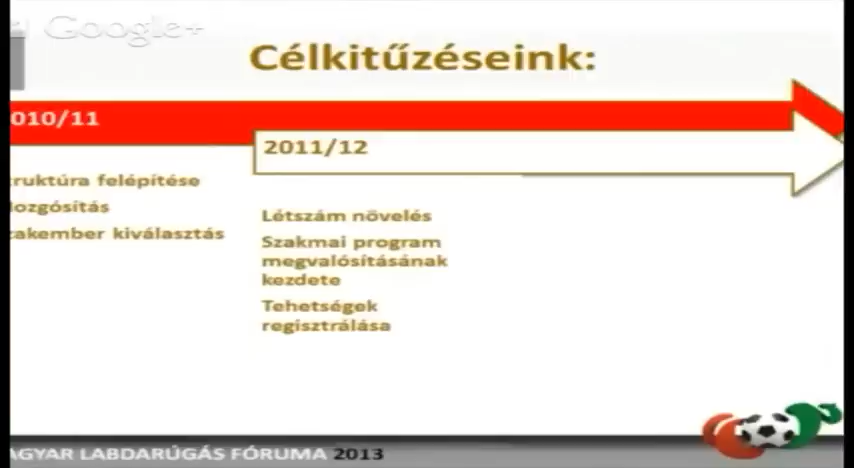 Google+
Célkitűzéseink:
010/11
2011/12
truktúra felépítése
ozgósítás
zakember kiválasztás
Létszám növelés
Szakmai program
megvalósításának
kezdete
Tehetségek
regisztrálása
AGYAR LABDARÚGÁS FÓRUMA 2013